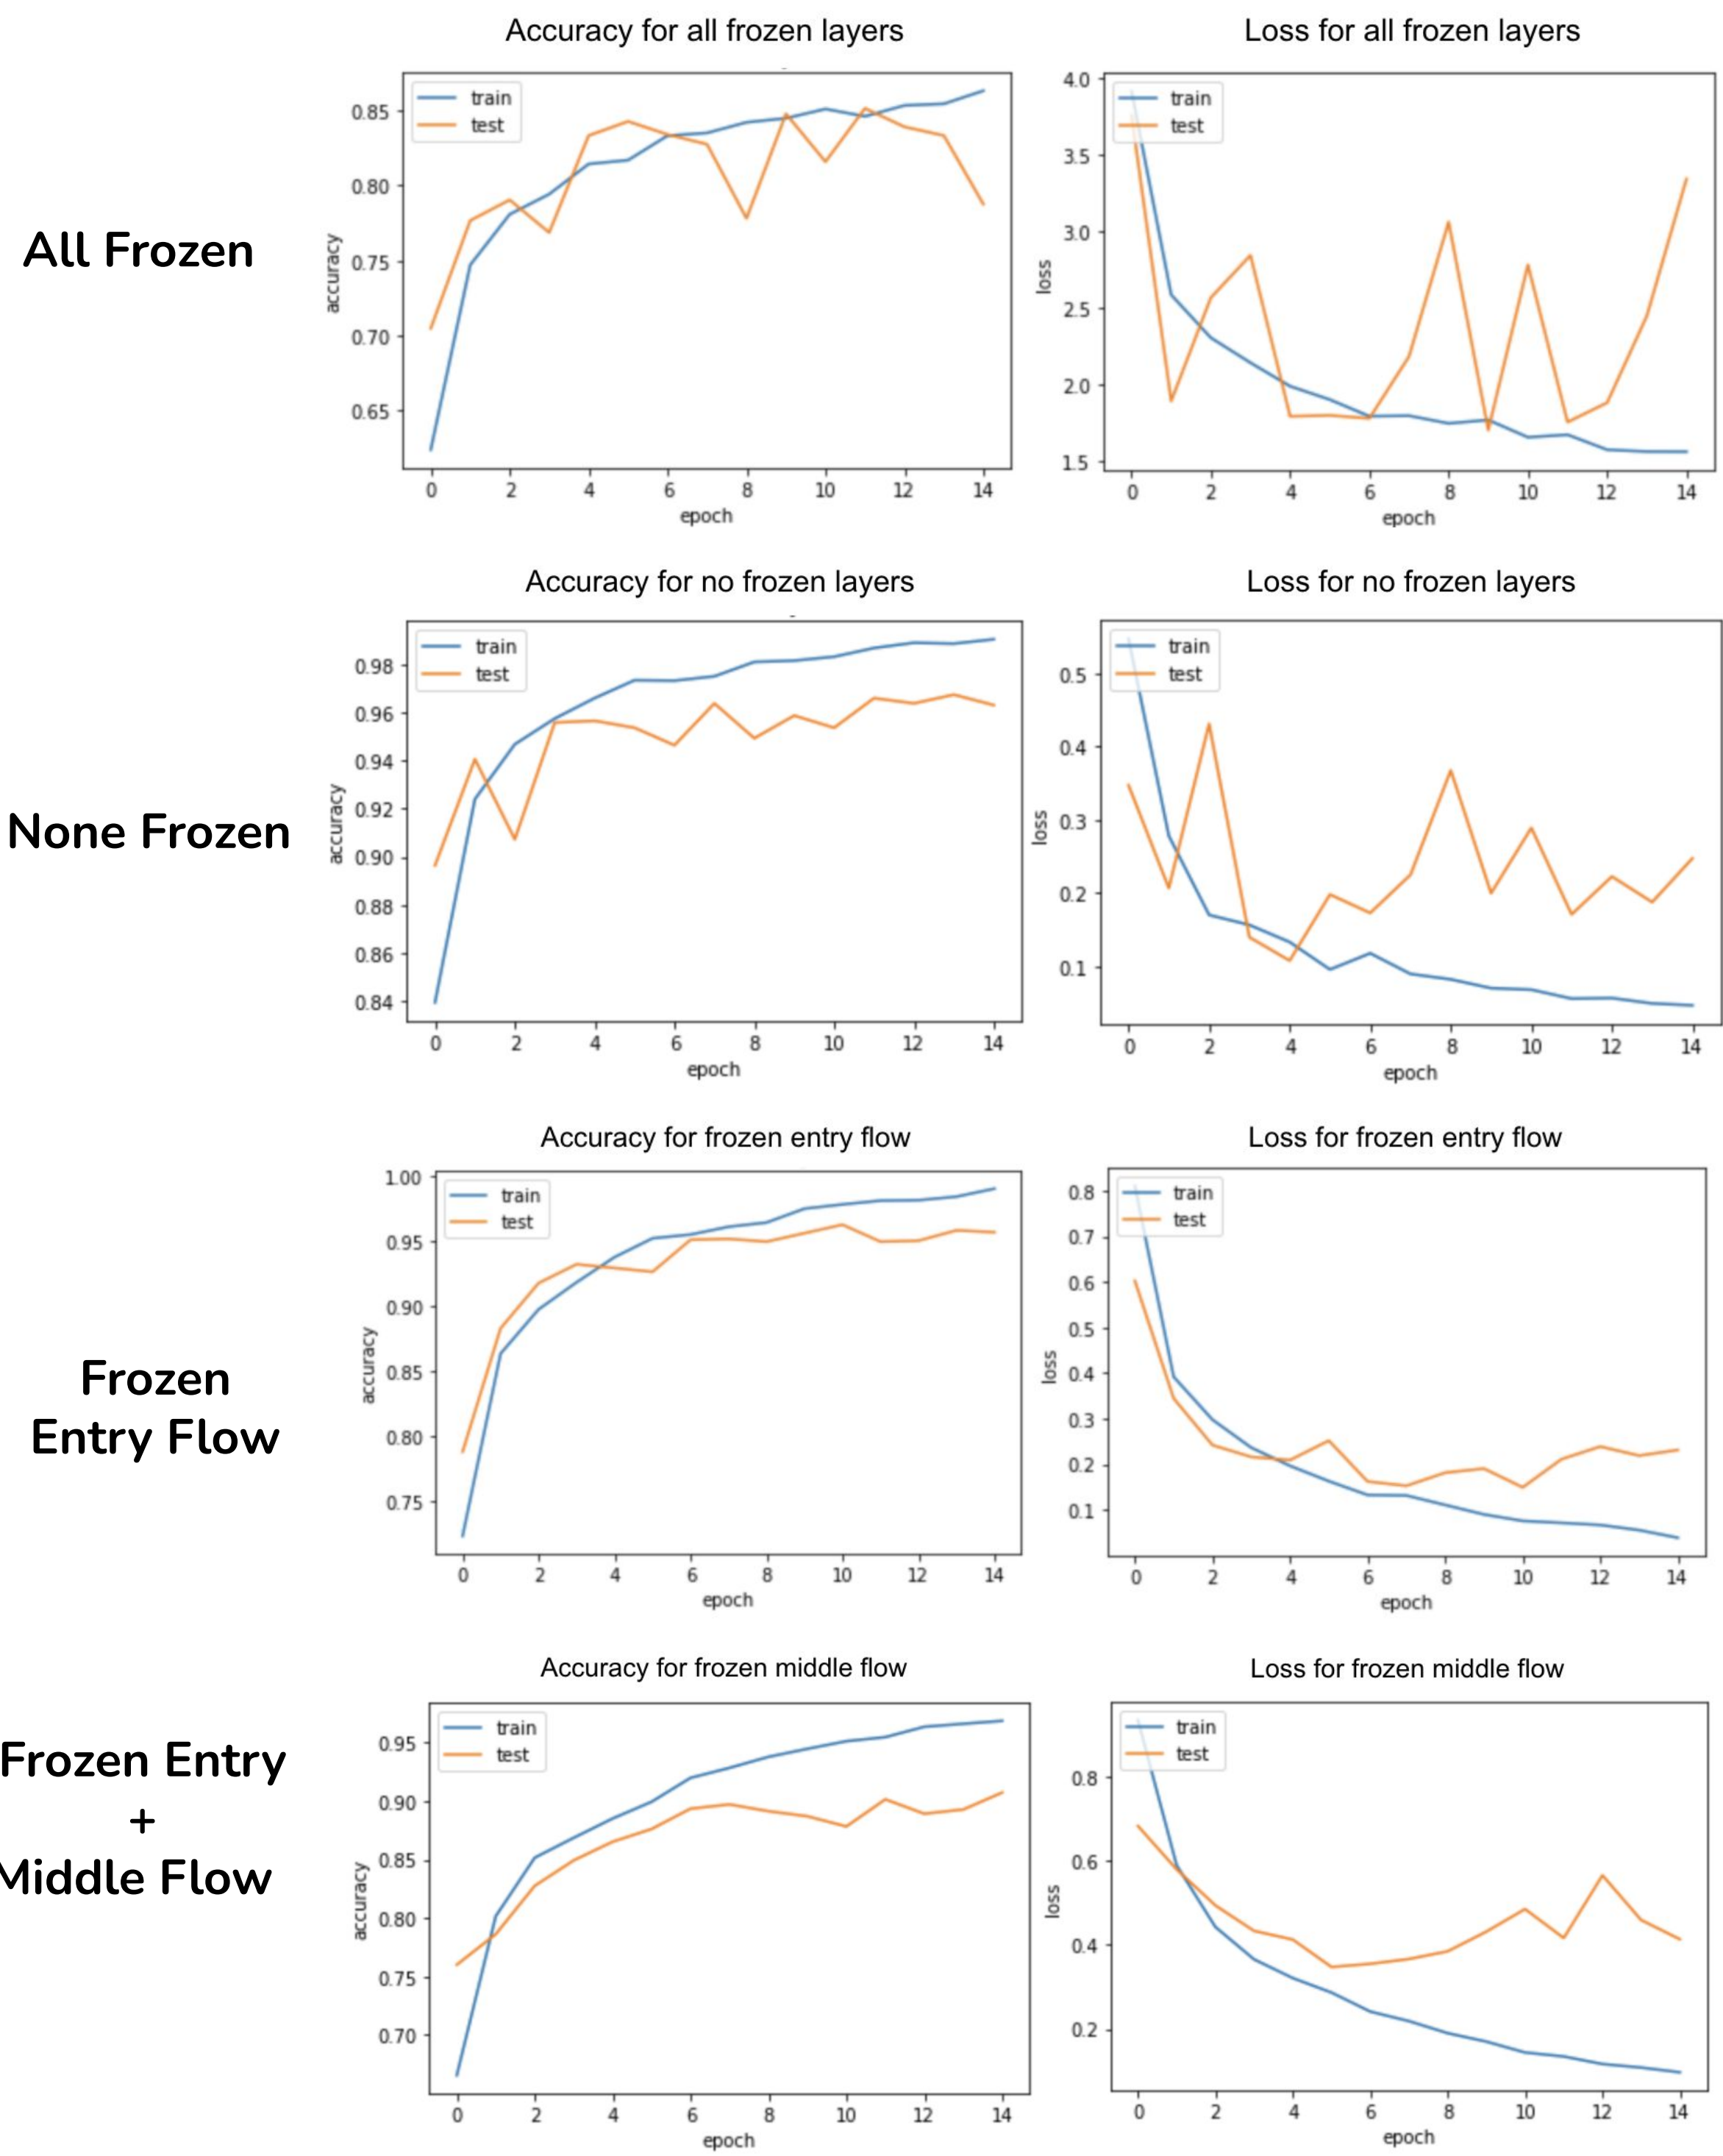 Accuracy for all frozen layers
Loss for all frozen layers
All Frozen
train
test
0.85
0.80
0.75
0.70
0.65
accuracy
0 2 4 6 8 10 12 14
epoch
train
test
4.0
3.5
3.0
2.5
2.0
1.5
loss
0 2 4 6 8 10 12 14
epoch
Accuracy for no frozen layers
Loss for no frozen layers
None Frozen
train
test
0.98
0.96
0.94
0.92
0.90
0.88
0.86
0.84
accuracy
0 2 4 6 8 10 12 14
epoch
train
test
0.5
0.4
0.3
0.2
0.1
loss
0 2 4 6 8 10 12 14
epoch
Accuracy for frozen entry flow
Loss for frozen entry flow
Frozen
Entry Flow
train
test
1.00
0.95
0.90
0.85
0.80
0.75
accuracy
0 2 4 6 8 10 12 14
epoch
train
test
0.8
0.7
0.6
0.5
0.4
0.3
0.2
0.1
loss
0 2 4 6 8 10 12 14
epoch
Accuracy for frozen middle flow
Loss for frozen middle flow
Frozen Entry
+
Middle Flow
train
test
0.95
0.90
0.85
0.80
0.75
0.70
accuracy
0 2 4 6 8 10 12 14
epoch
train
test
0.8
0.6
0.4
0.2
loss
0 2 4 6 8 10 12 14
epoch